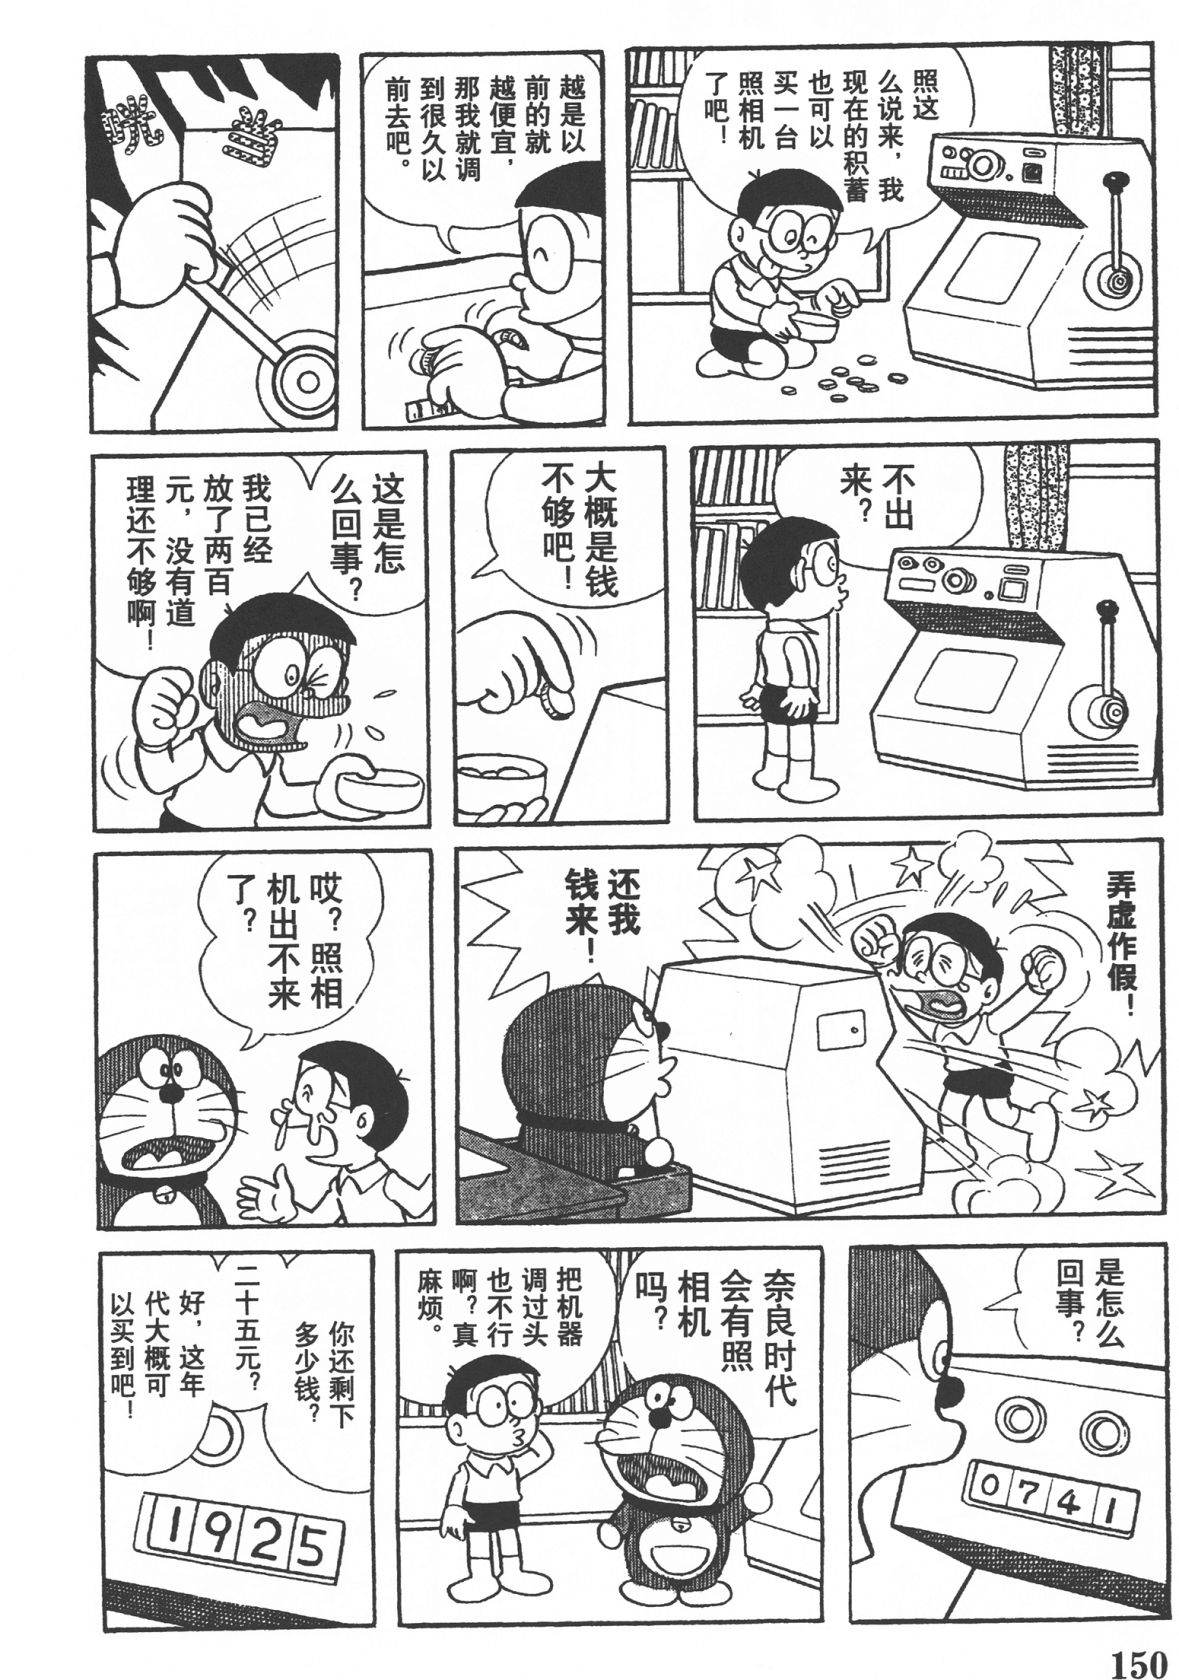 照这
么说来，我
现在的积蓄
也可以
买一台
照相机
了吧！
越是以
前的就
越便宜，
那我就调
到很久以
前去吧。
咣
当
不出
来？
大概是钱
不够吧！
这是怎
么回事？
我已经
放了两百
元，没有道
理还不够啊！
弄虚作假！
还我
钱来！
哎？照相
机出不来
了？
是怎么
回事？
0741
奈良时代
会有照
相机
吗？
把机器
调过头
也不行
啊？真
麻烦。
你还剩下
多少钱？
二十五元？
好，这年
代大概可
以买到吧！
1925
150